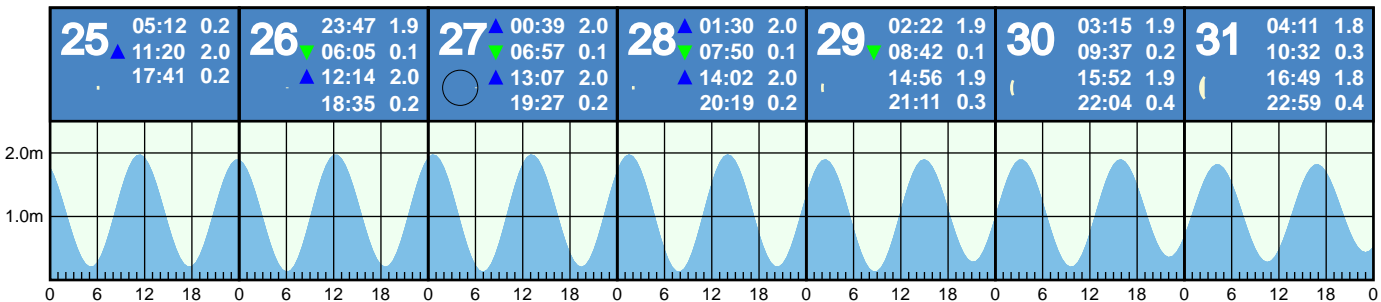 25
05:12 0.2
▲ 11:20 2.0
17:41 0.2
26
23:47 1.9
▼ 06:05 0.1
▲ 12:14 2.0
18:35 0.2
27
▲ 00:39 2.0
▼ 06:57 0.1
▲ 13:07 2.0
19:27 0.2
28
▲ 01:30 2.0
▼ 07:50 0.1
▲ 14:02 2.0
20:19 0.2
29
02:22 1.9
▼ 08:42 0.1
14:56 1.9
21:11 0.3
30
03:15 1.9
09:37 0.2
15:52 1.9
22:04 0.4
31
04:11 1.8
10:32 0.3
16:49 1.8
22:59 0.4
2.0m
1.0m
0 6 12 18 0 6 12 18 0 6 12 18 0 6 12 18 0 6 12 18 0 6 12 18 0 6 12 18 0